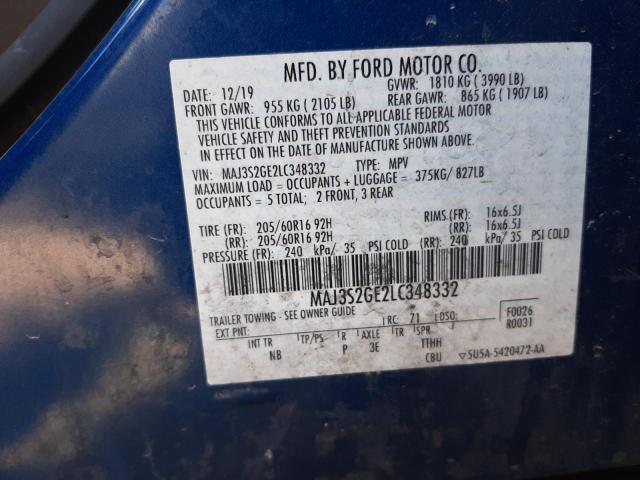 MFD. BY FORD MOTOR CO.
DATE: 12/19 GVWR: 1810 KG ( 3990 LB)
FRONT GAWR: 955 KG ( 2105 LB) REAR GAWR: 865 KG ( 1907 LB)
THIS VEHICLE CONFORMS TO ALL APPLICABLE FEDERAL MOTOR
VEHICLE SAFETY AND THEFT PREVENTION STANDARDS
IN EFFECT ON THE DATE OF MANUFACTURE SHOWN ABOVE.
VIN: MAJ3S2GE2LC348332 TYPE: MPV
MAXIMUM LOAD = OCCUPANTS + LUGGAGE = 375KG/ 827LB
OCCUPANTS = 5 TOTAL; 2 FRONT, 3 REAR
TIRE (FR): 205/60R16 92H RIMS (FR): 16x6.5J
(RR): 205/60R16 92H (RR): 16x6.5J
PRESSURE (FR): 240 kPa/ 35 PSI COLD (RR): 240 kPa/ 35 PSI COLD
MAJ3S2GE2LC348332
TRAILER TOWING - SEE OWNER GUIDE
EXT PNT: RC: 71 DSO: F0026
R0031
INT TR TP/PS R AXLE TR SPR
NB P 3E TTHH
CBU ▽5U5A-5420472-AA